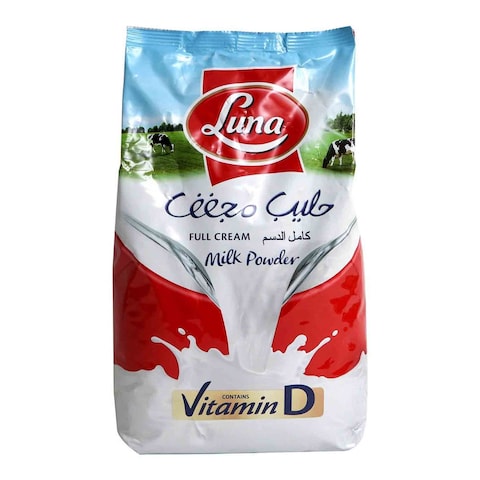 Luna
حليب مجفف
FULL CREAM كامل الدسم
Milk Powder
CONTAINS
Vitamin D